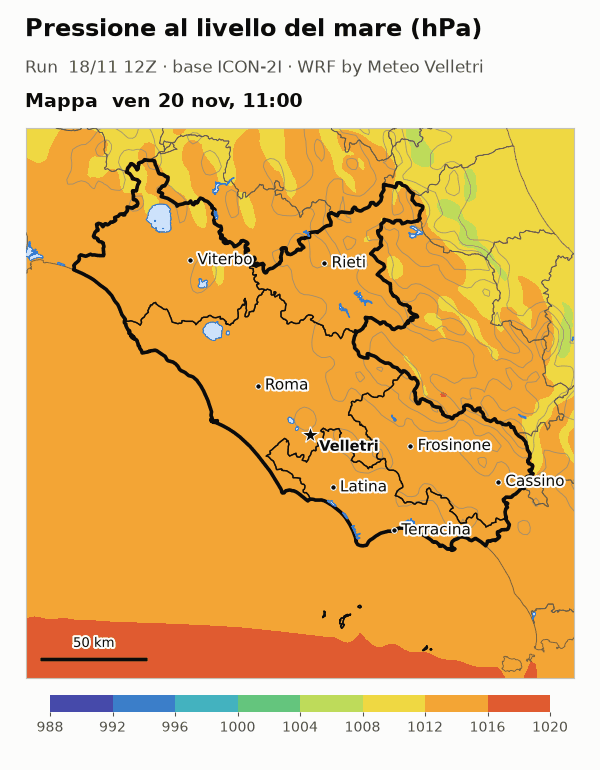 Pressione al livello del mare (hPa)
Run  18/11 12Z · base ICON-2I · WRF by Meteo Velletri
Mappa  ven 20 nov, 11:00
Viterbo
Rieti
Roma
Velletri
Frosinone
Latina
Cassino
Terracina
50 km
988 992 996 1000 1004 1008 1012 1016 1020